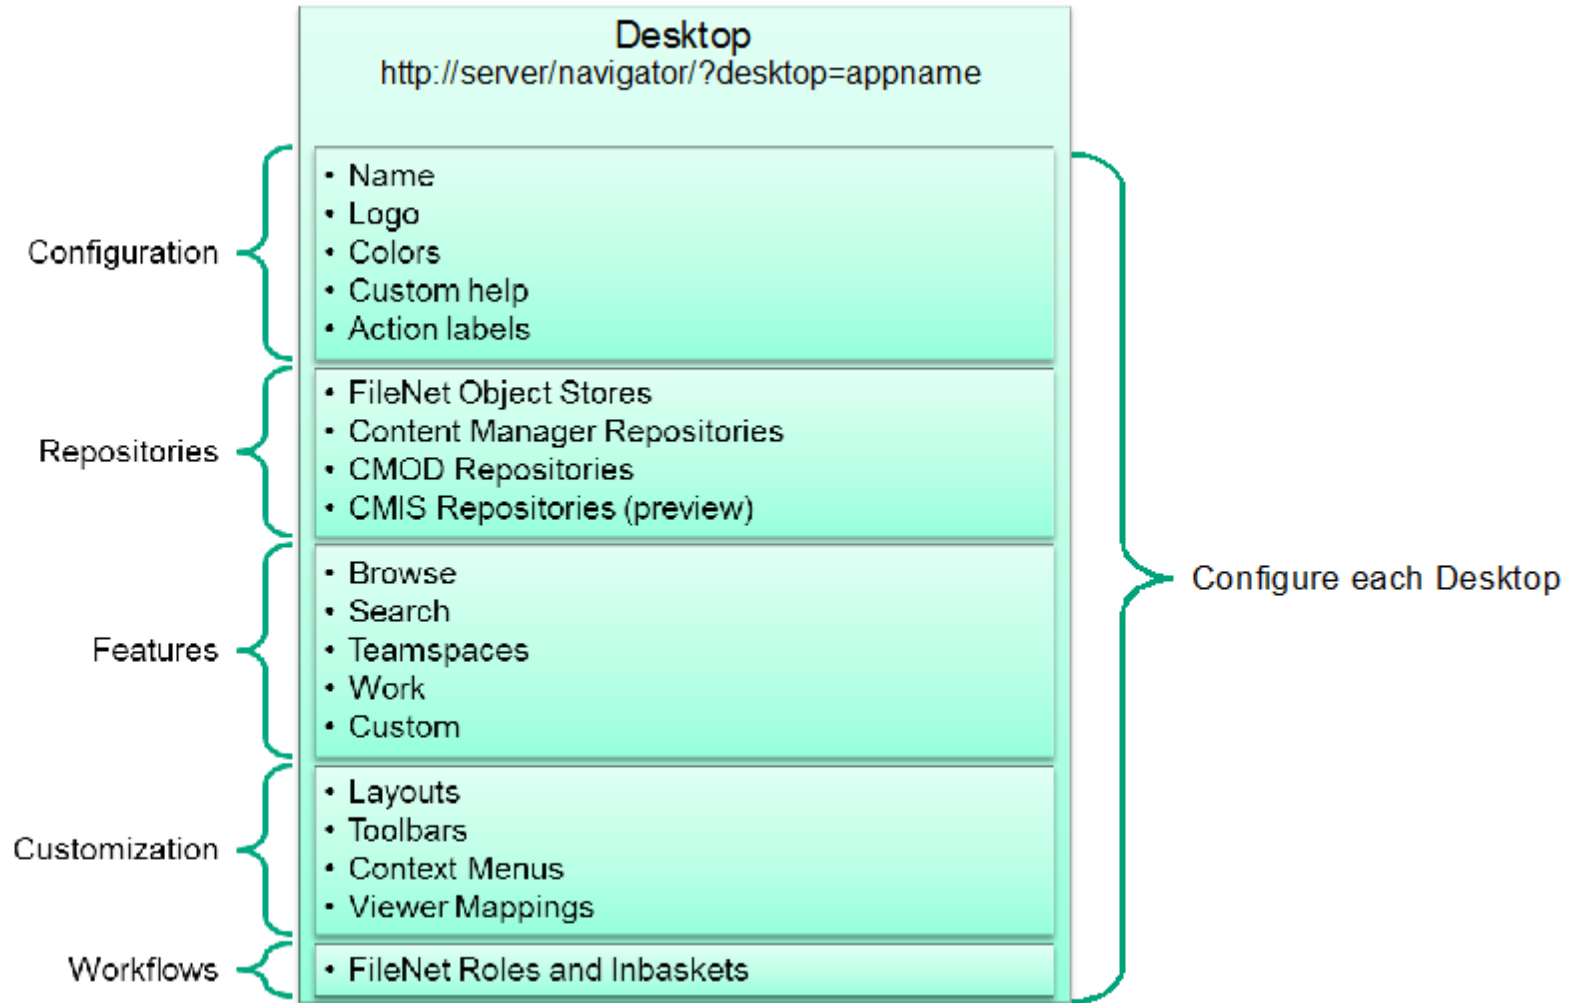 Desktop
http://server/navigator/?desktop=appname
Configuration
• Name
• Logo
• Colors
• Custom help
• Action labels
Repositories
• FileNet Object Stores
• Content Manager Repositories
• CMOD Repositories
• CMIS Repositories (preview)
Features
• Browse
• Search
• Teamspaces
• Work
• Custom
Customization
• Layouts
• Toolbars
• Context Menus
• Viewer Mappings
Workflows
• FileNet Roles and Inbaskets
Configure each Desktop